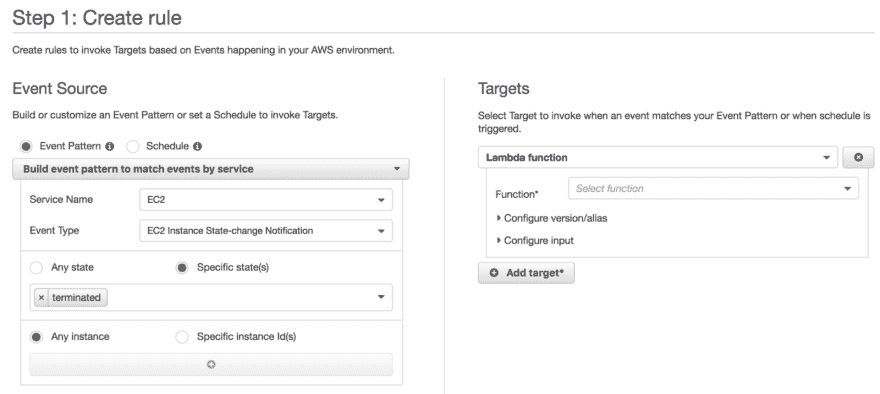 Step 1: Create rule
Create rules to invoke Targets based on Events happening in your AWS environment.
Event Source
Build or customize an Event Pattern or set a Schedule to invoke Targets.
Event Pattern
Schedule
Build event pattern to match events by service
Service Name
EC2
Event Type
EC2 Instance State-change Notification
Any state
Specific state(s)
× terminated
Any instance
Specific instance Id(s)
Targets
Select Target to invoke when an event matches your Event Pattern or when schedule is
triggered.
Lambda function
Function*
Select function
Configure version/alias
Configure input
Add target*